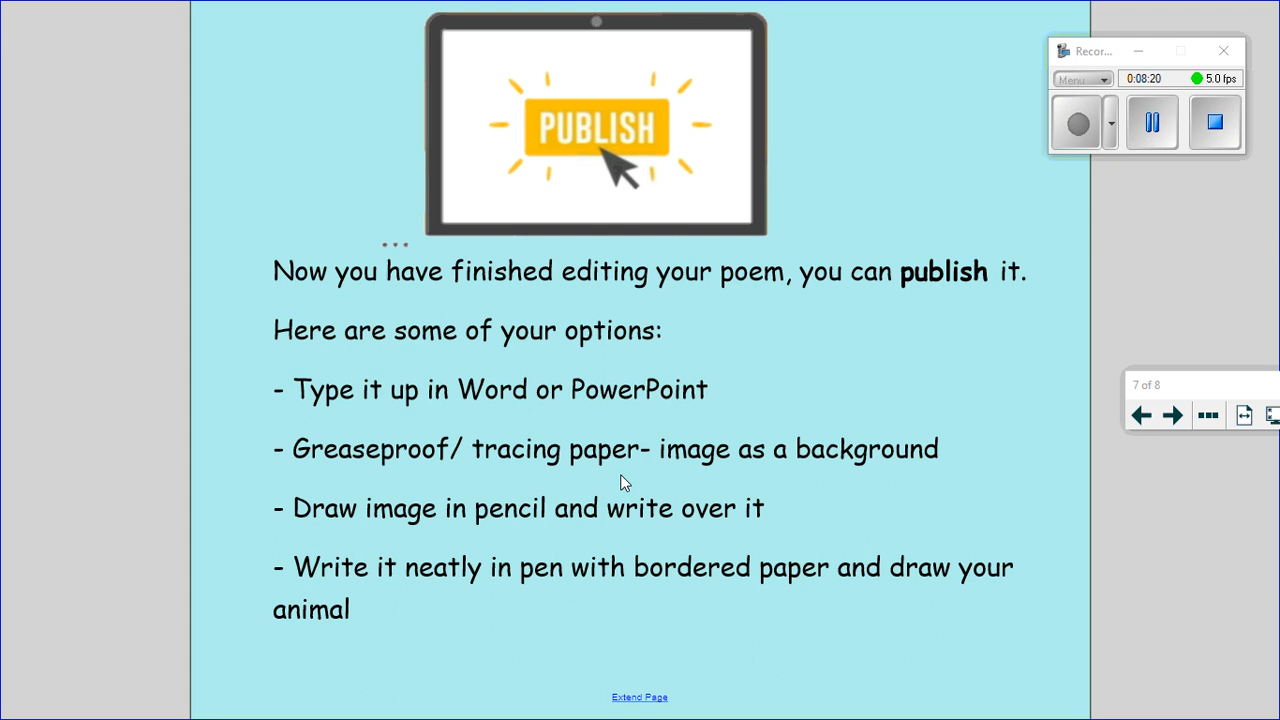 PUBLISH
Recor...
Menu
0:08:20
5.0 fps
Now you have finished editing your poem, you can publish it.
Here are some of your options:
7 of 8
- Type it up in Word or PowerPoint
- Greaseproof/ tracing paper- image as a background
- Draw image in pencil and write over it
- Write it neatly in pen with bordered paper and draw your
animal
Extend Page